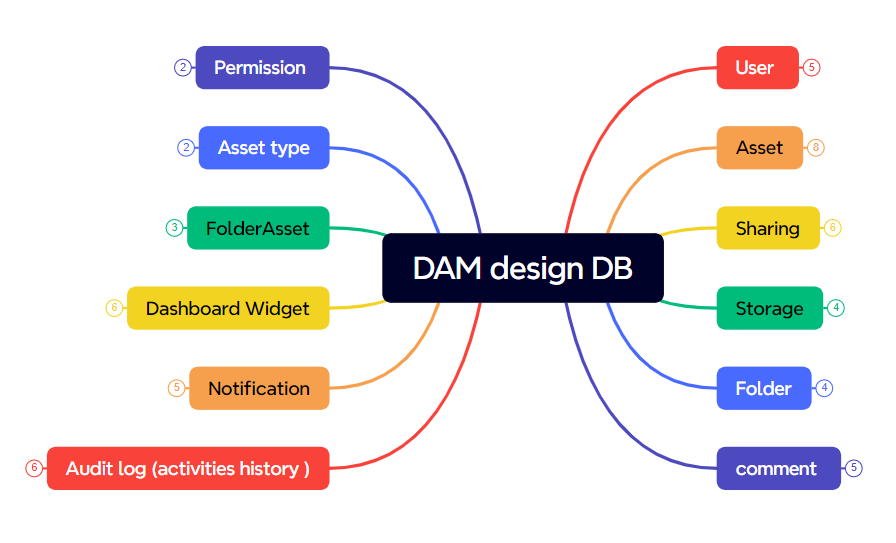 2 Permission
User 5
2 Asset type
Asset 8
3 FolderAsset
Sharing 6
DAM design DB
6 Dashboard Widget
Storage 4
5 Notification
Folder 4
6 Audit log (activities history )
comment 5